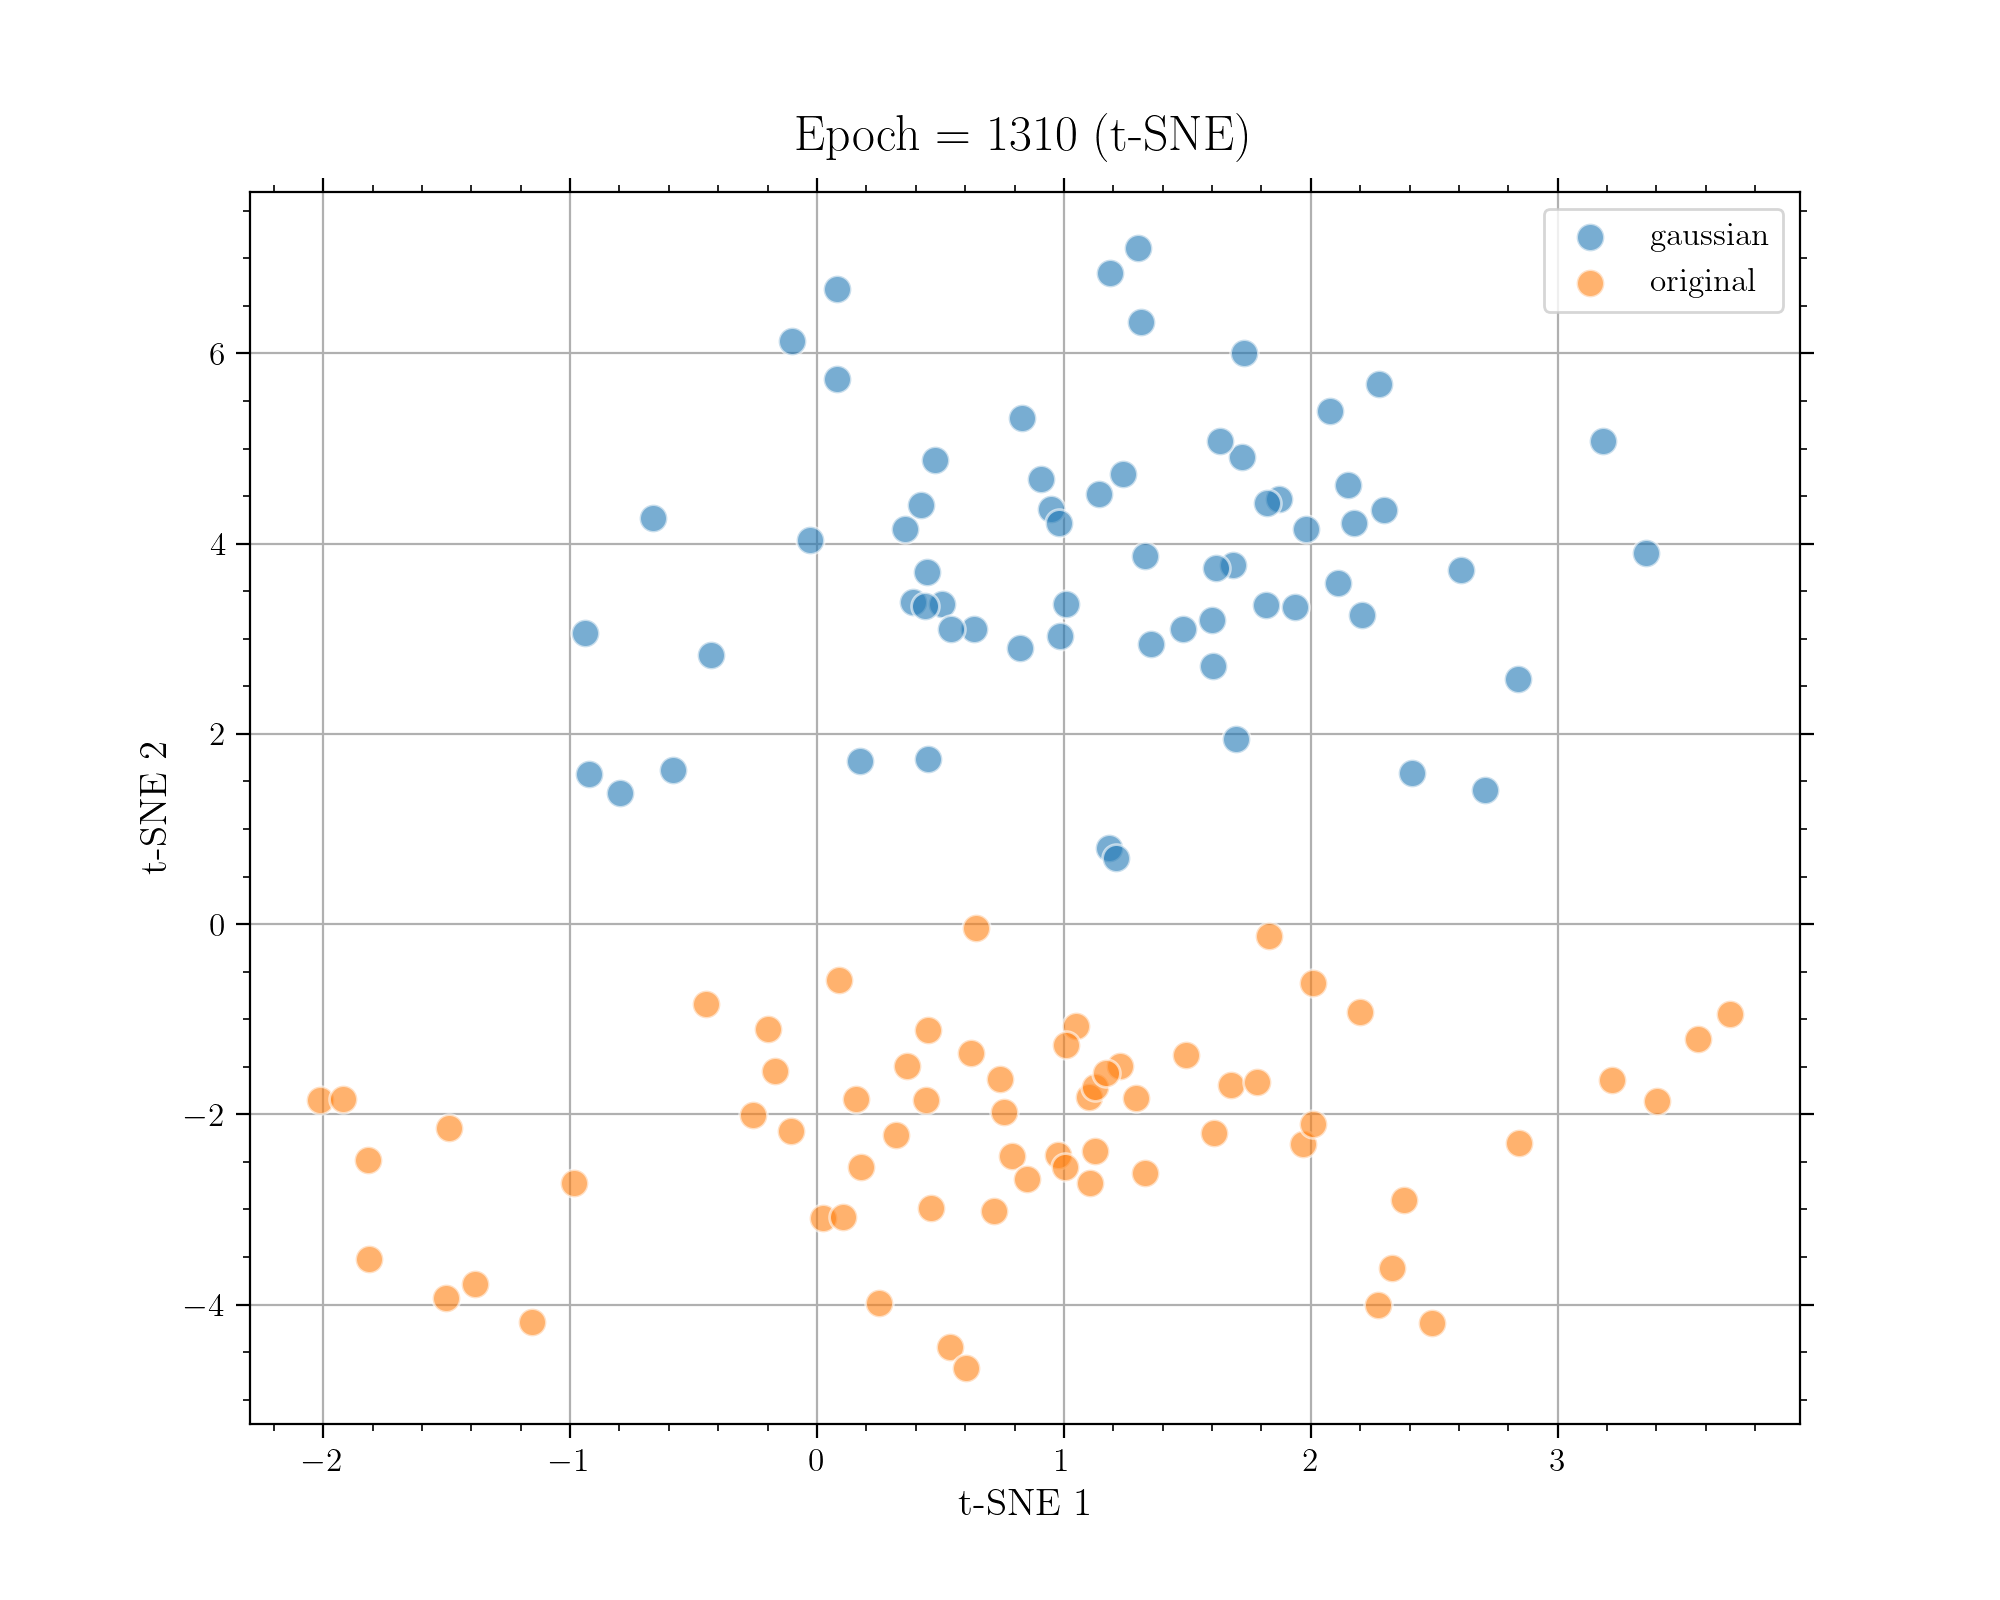 Epoch = 1310 (t-SNE)
gaussian
original
6
4
2
0
−2
−4
t-SNE 2
−2 −1 0 1 2 3
t-SNE 1